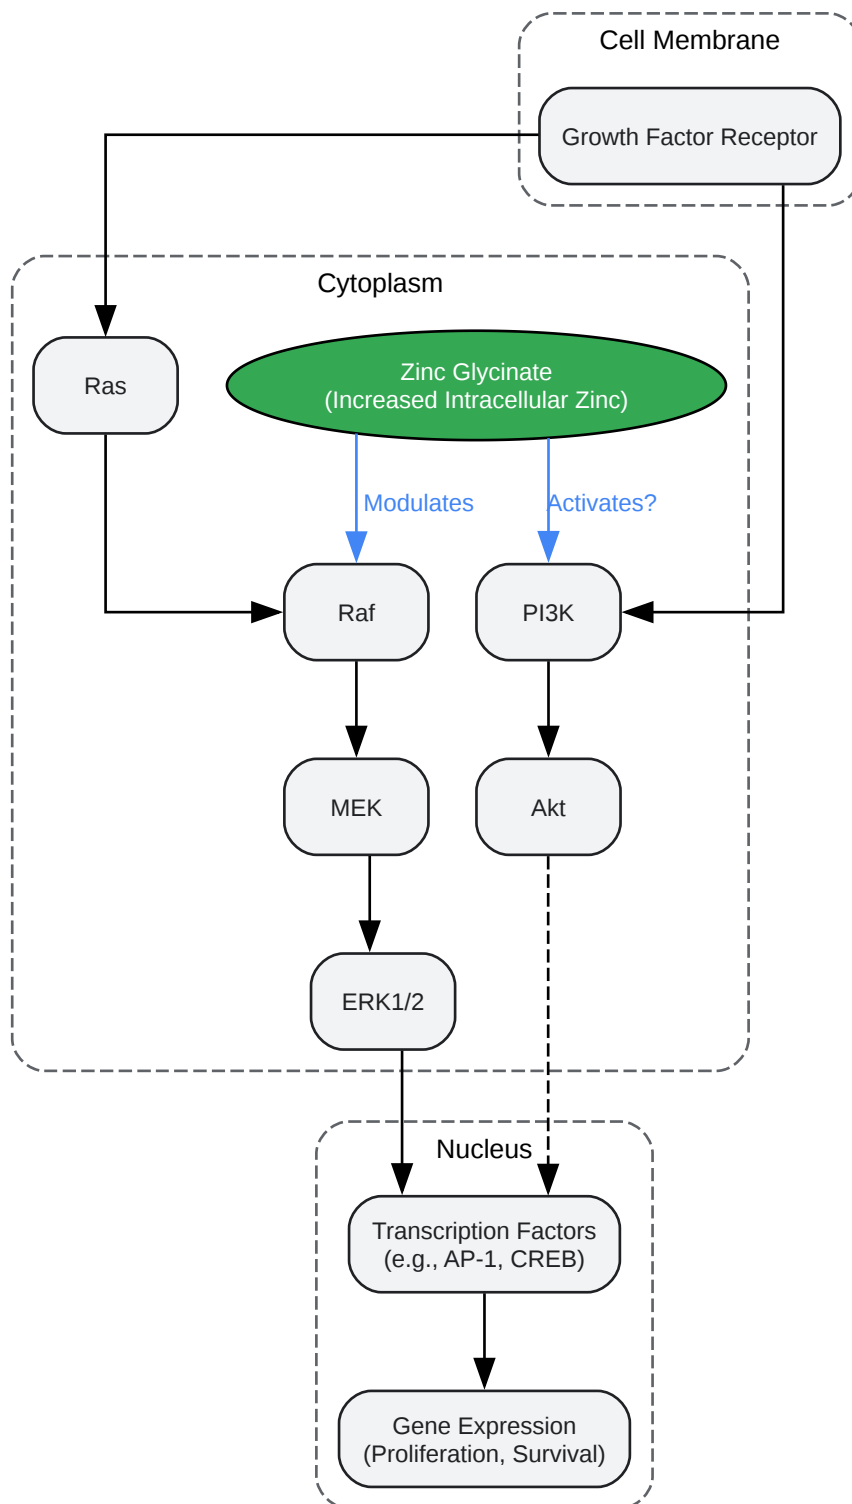 Cell Membrane
Growth Factor Receptor
Cytoplasm
Ras
Zinc Glycinate
(Increased Intracellular Zinc)
Modulates
Activates?
Raf
PI3K
MEK
Akt
ERK1/2
Nucleus
Transcription Factors
(e.g., AP-1, CREB)
Gene Expression
(Proliferation, Survival)